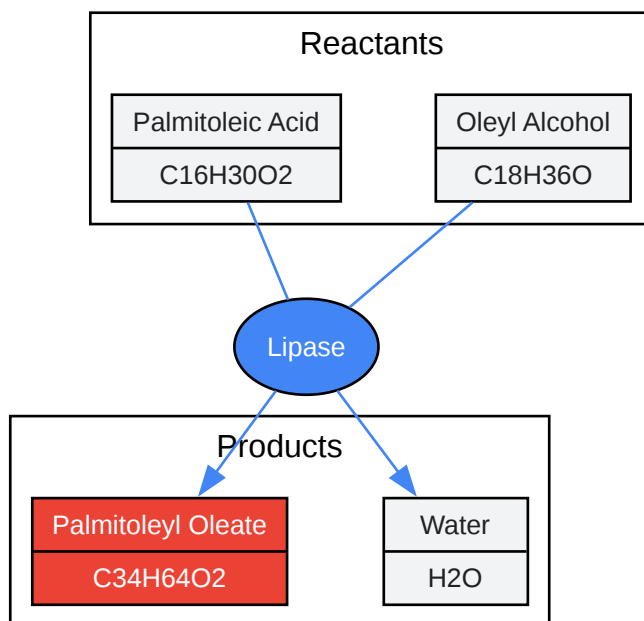 Reactants
Palmitoleic Acid
C16H30O2
Oleyl Alcohol
C18H36O
Lipase
Products
Palmitoleyl Oleate
C34H64O2
Water
H2O